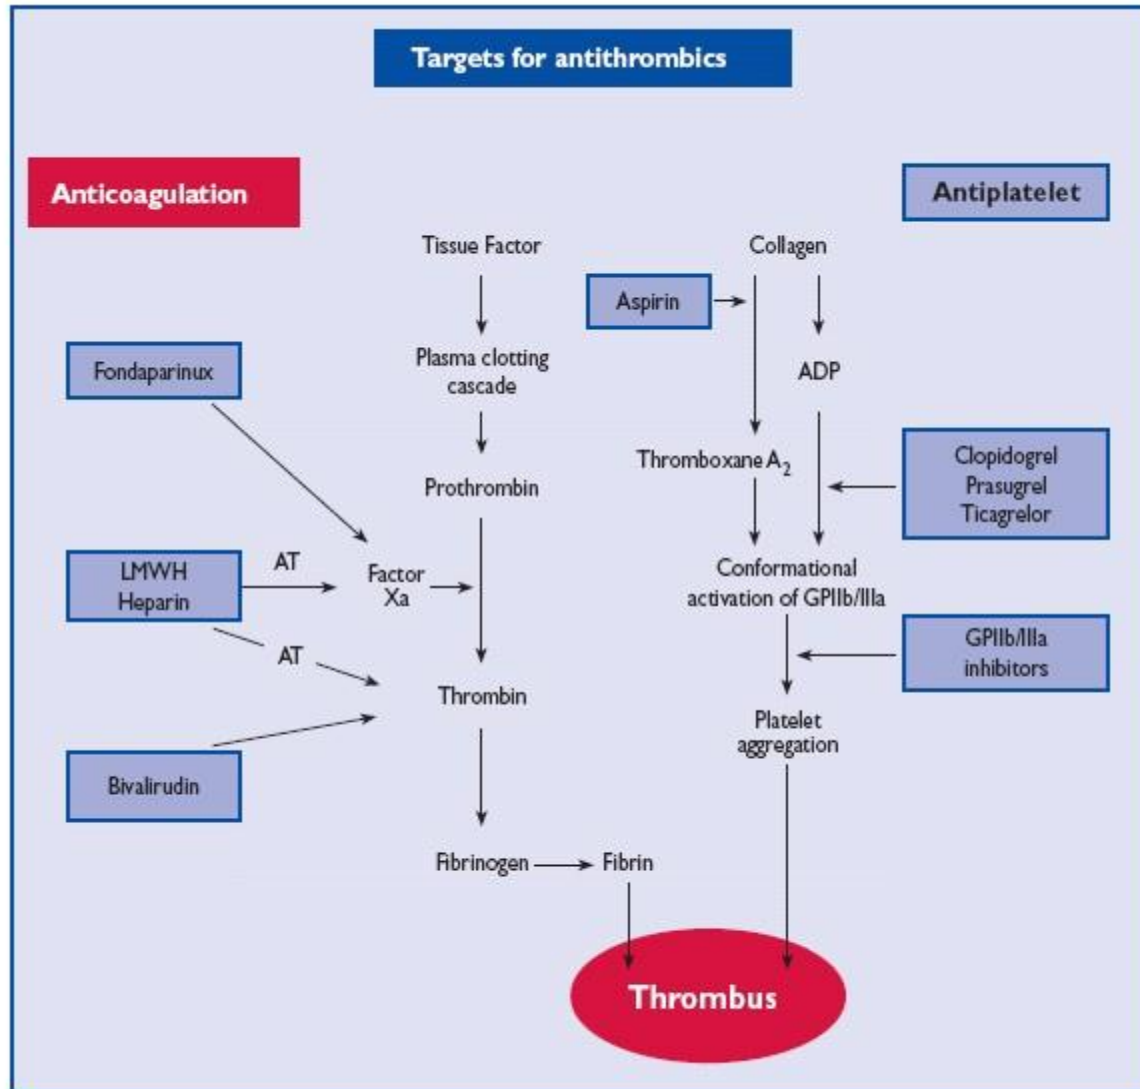 Targets for antithrombics
Anticoagulation
Antiplatelet
Tissue Factor
Collagen
Aspirin
Fondaparinux
Plasma clotting
cascade
ADP
Thromboxane A2
Clopidogrel
Prasugrel
Ticagrelor
Prothrombin
LMWH
Heparin
AT
AT
Factor
Xa
Conformational
activation of GPIIb/IIIa
GPIIb/IIIa
inhibitors
Thrombin
Platelet
aggregation
Bivalirudin
Fibrinogen
Fibrin
Thrombus